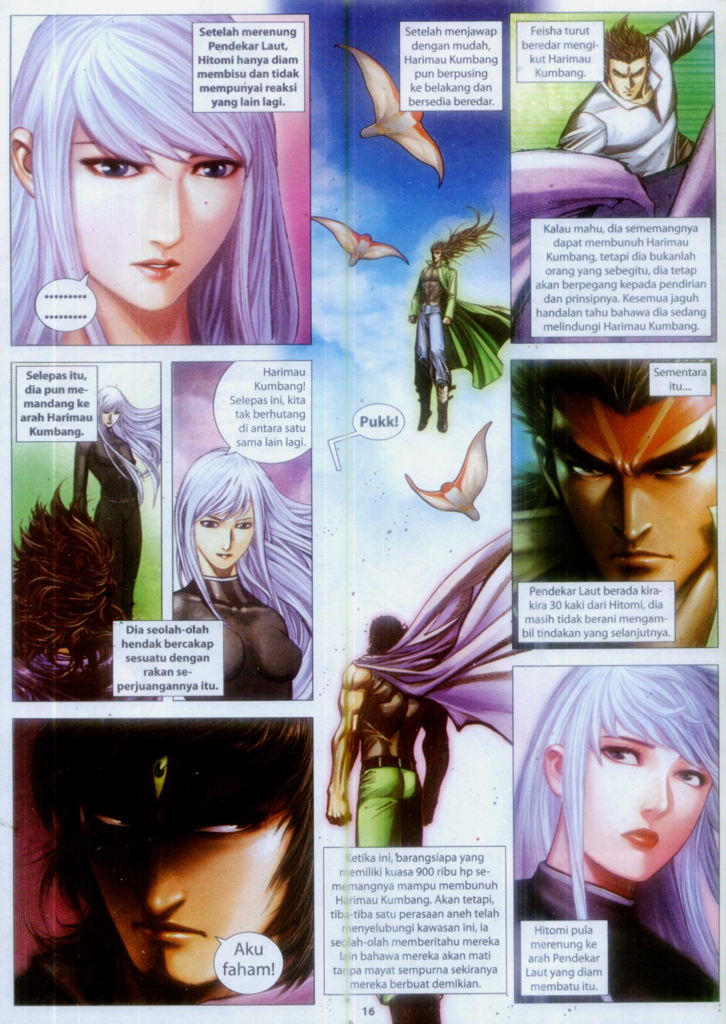 Setelah merenung
Pendekar Laut,
Hitomi hanya diam
membisu dan tidak
mempunyai reaksi
yang lain lagi.
.........
.........
Selepas itu,
dia pun me-
mandang ke
arah Harimau
Kumbang.
Harimau
Kumbang!
Selepas ini, kita
tak berhutang
di antara satu
sama lain lagi.
Dia seolah-olah
hendak bercakap
sesuatu dengan
rakan se-
perjuangannya itu.
Aku
faham!
Setelah menjawap
dengan mudah,
Harimau Kumbang
pun berpusing
ke belakang dan
bersedia beredar.
Pukk!
Ketika ini, barangsiapa yang
memiliki kuasa 900 ribu hp se-
memangnya mampu membunuh
Harimau Kumbang. Akan tetapi,
tiba-tiba satu perasaan aneh telah
menyelubungi kawasan ini, ia
seolah-olah memberitahu mereka
lain bahawa mereka akan mati
tanpa mayat sempurna sekiranya
mereka berbuat demikian.
Feisha turut
beredar mengi-
kut Harimau
Kumbang.
Kalau mahu, dia sememangnya
dapat membunuh Harimau
Kumbang, tetapi dia bukanlah
orang yang sebegitu, dia tetap
akan berpegang kepada pendirian
dan prinsipnya. Kesemua jaguh
handalan tahu bahawa dia sedang
melindungi Harimau Kumbang.
Sementara
itu....
Pendekar Laut berada kira-
kira 30 kaki dari Hitomi, dia
masih tidak berani mengam-
bil tindakan yang selanjutnya.
Hitomi pula
merenung ke
arah Pendekar
Laut yang diam
membatu itu.
16